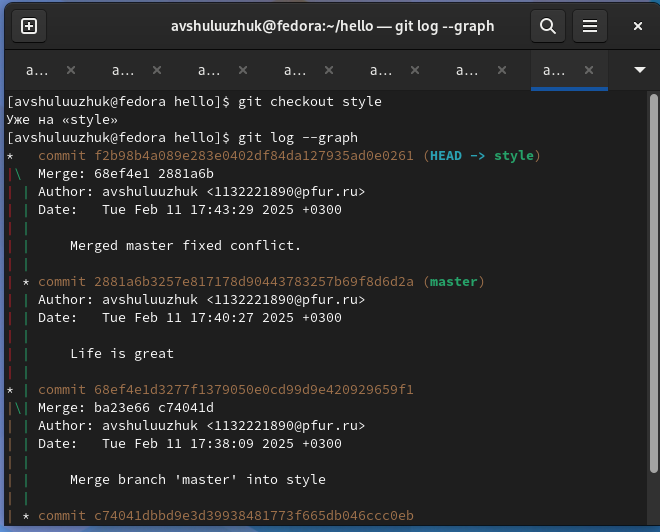 avshuluuzhuk@fedora:~/hello — git log --graph
a… a… a… a… a… a… a…
[avshuluuzhuk@fedora hello]$ git checkout style
Уже на «style»
[avshuluuzhuk@fedora hello]$ git log --graph
*   commit f2b98b4a089e283e0402df84da127935ad0e0261 (HEAD -> style)
|\  Merge: 68ef4e1 2881a6b
| | Author: avshuluuzhuk <1132221890@pfur.ru>
| | Date:   Tue Feb 11 17:43:29 2025 +0300
| |
| |     Merged master fixed conflict.
| |
| * commit 2881a6b3257e817178d90443783257b69f8d6d2a (master)
| | Author: avshuluuzhuk <1132221890@pfur.ru>
| | Date:   Tue Feb 11 17:40:27 2025 +0300
| |
| |     Life is great
| |
* | commit 68ef4e1d3277f1379050e0cd99d9e420929659f1
|\| Merge: ba23e66 c74041d
| | Author: avshuluuzhuk <1132221890@pfur.ru>
| | Date:   Tue Feb 11 17:38:09 2025 +0300
| |
| |     Merge branch 'master' into style
| |
| * commit c74041dbbd9e3d39938481773f665db046ccc0eb